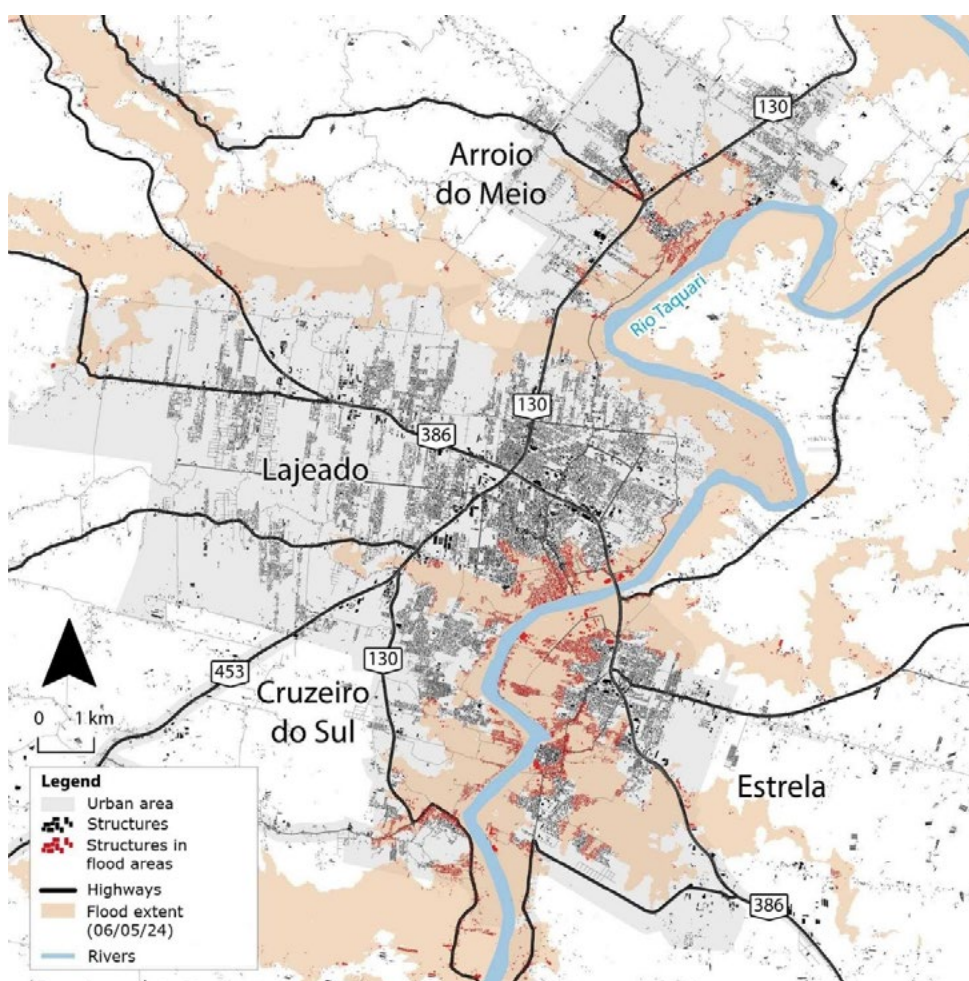 130
Arroio
do Meio
Rio Taquari
130
386
Lajeado
453
130
Cruzeiro
do Sul
0 1 km
Estrela
386
Legend
Urban area
Structures
Structures in
flood areas
Highways
Flood extent
(06/05/24)
Rivers